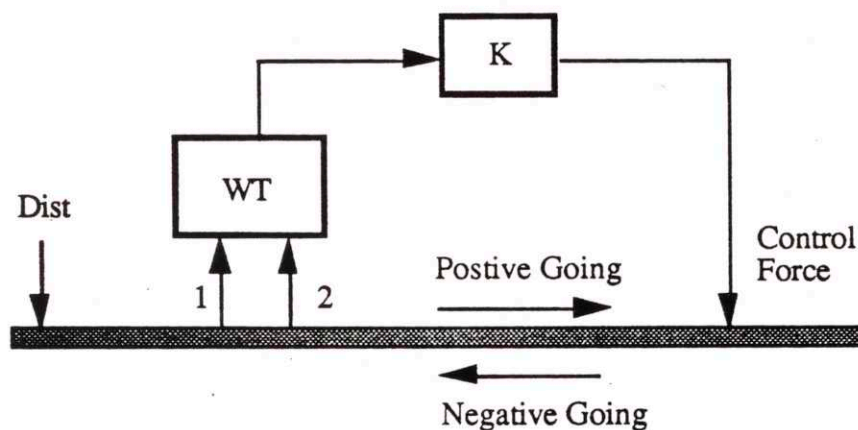 K
WT
Dist
1
2
Postive Going
Control
Force
Negative Going